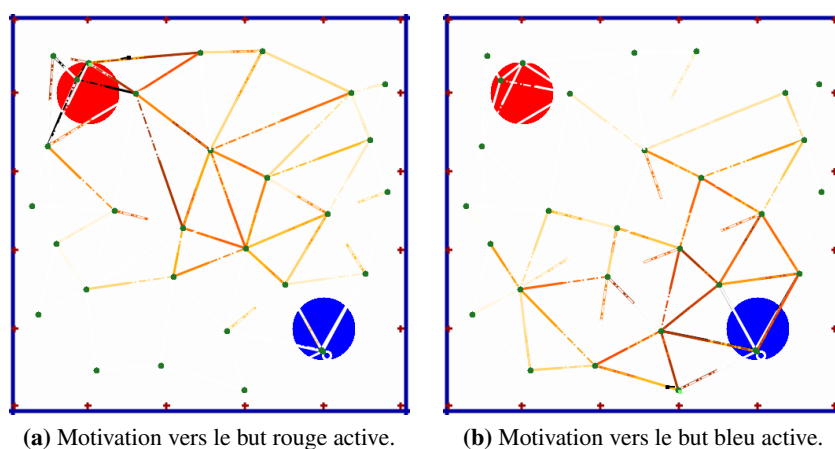 (a) Motivation vers le but rouge active.
(b) Motivation vers le but bleu active.